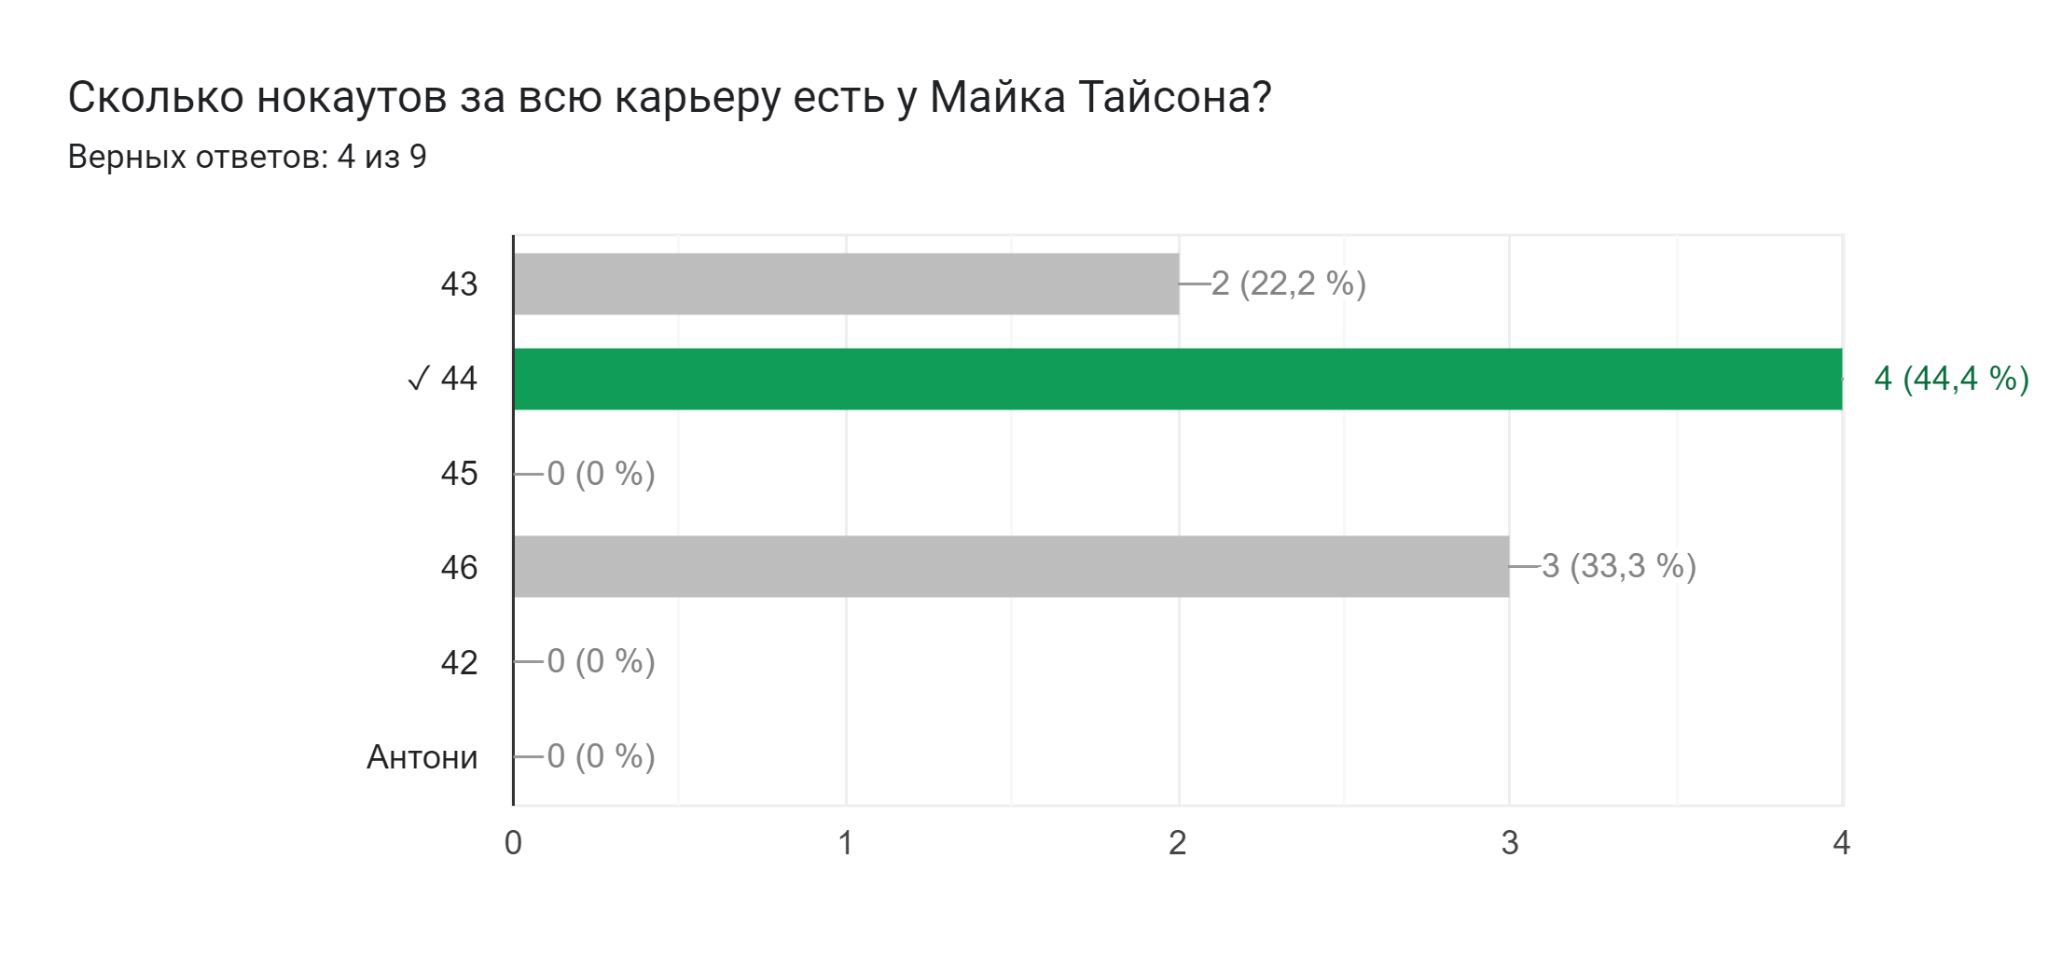 Сколько нокаутов за всю карьеру есть у Майка Тайсона?
Верных ответов: 4 из 9
43 2 (22,2 %)
✓ 44 4 (44,4 %)
45 0 (0 %)
46 3 (33,3 %)
42 0 (0 %)
Антони 0 (0 %)
0 1 2 3 4